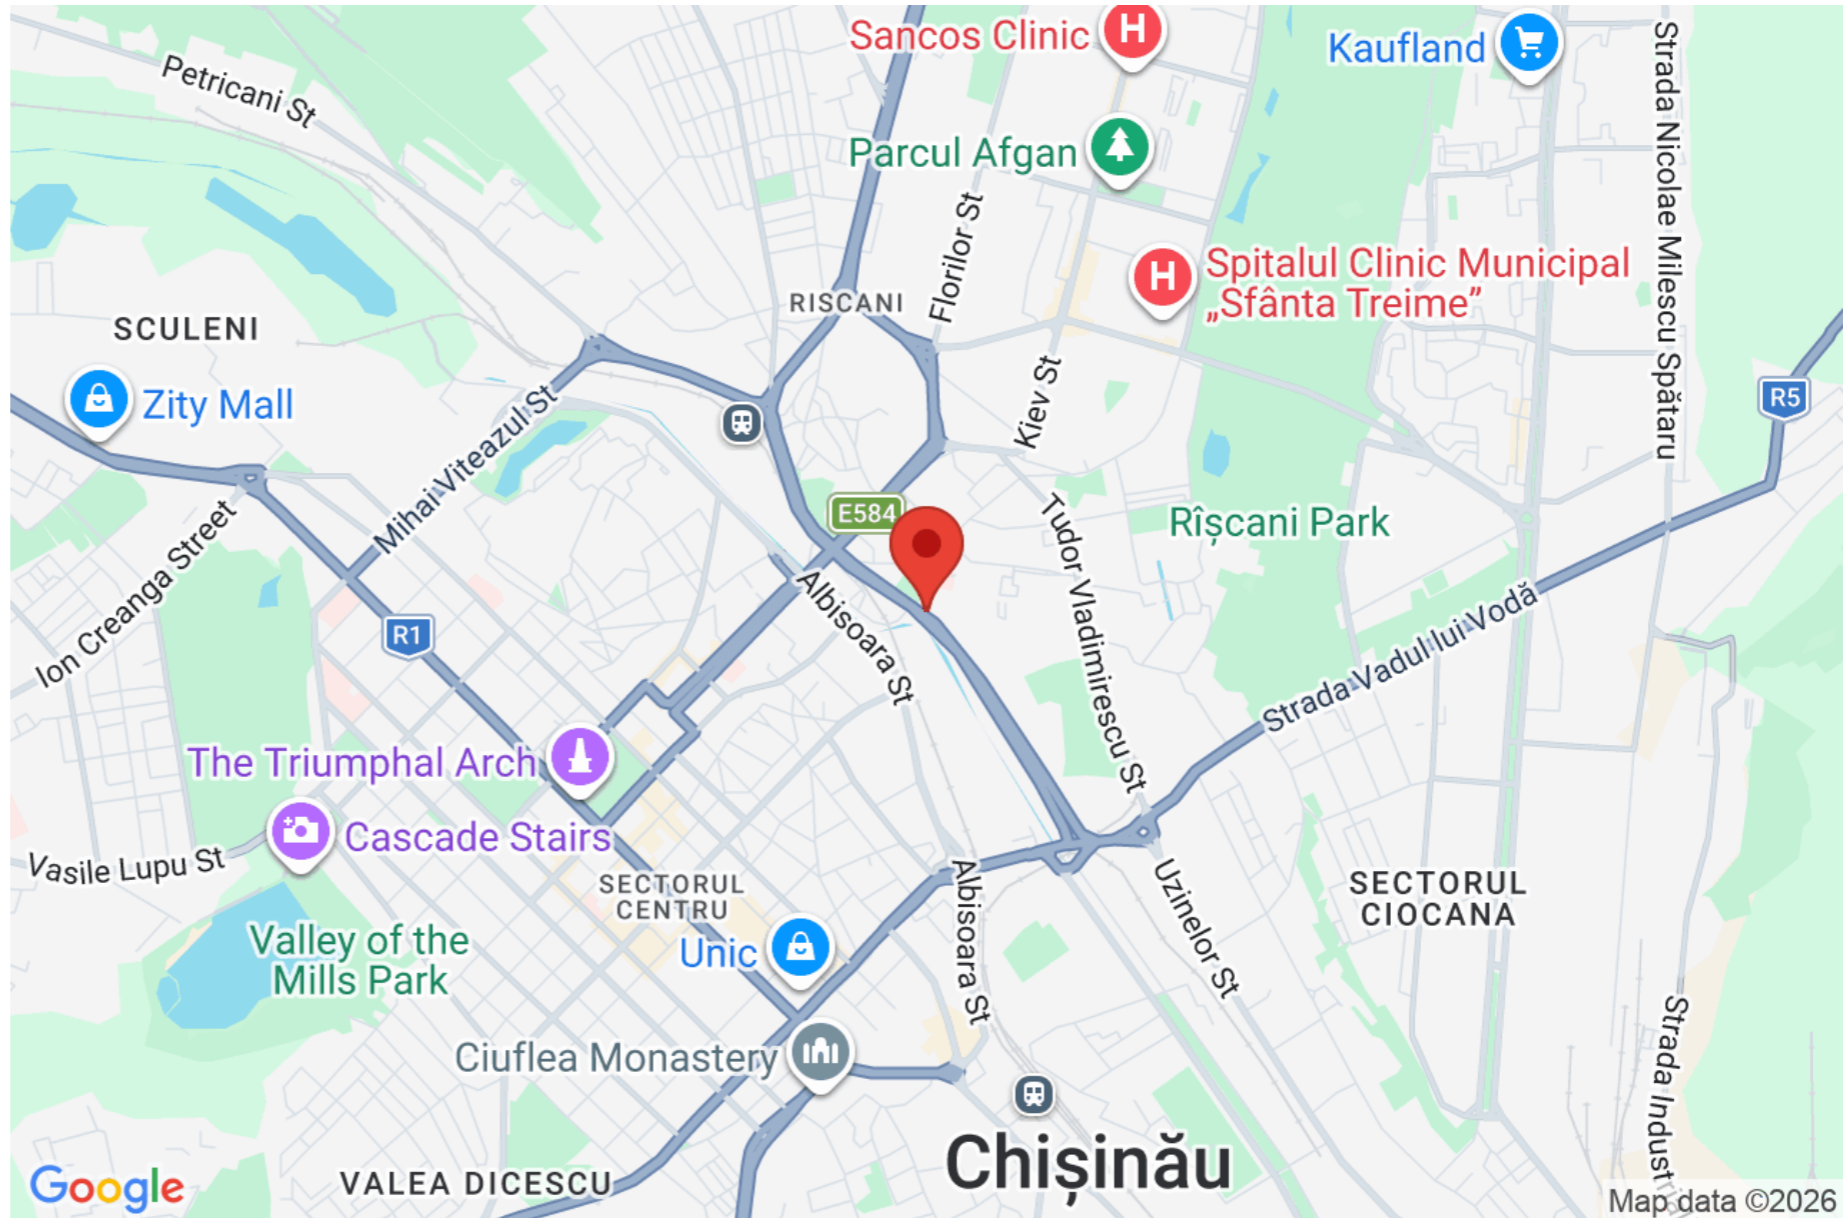 Sancos Clinic
H
Kaufland
Petricani St
Parcul Afgan
Strada Nicolae Milescu Spătaru
Florilor St
H
Spitalul Clinic Municipal
„Sfânta Treime”
RISCANI
SCULENI
Zity Mall
Mihai Viteazul St
Kiev St
R5
E584
Ion Creanga Street
Tudor Vladimirescu St
Rîșcani Park
Albisoara St
R1
Strada Vadul lui Vodă
The Triumphal Arch
Cascade Stairs
Vasile Lupu St
SECTORUL
CENTRU
Albisoara St
Uzinelor St
SECTORUL
CIOCANA
Valley of the
Mills Park
Unic
Ciuflea Monastery
Strada Industri
Chișinău
VALEA DICESCU
Google
Map data ©2026